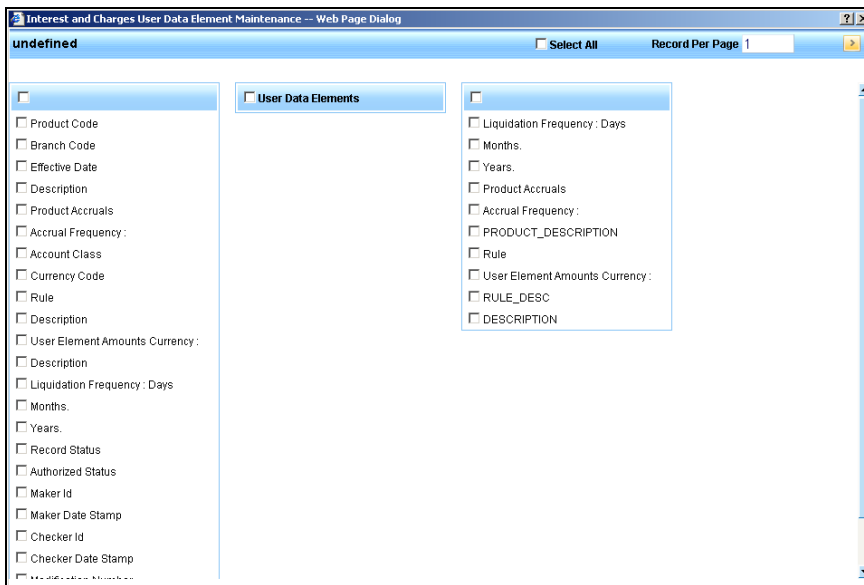 Interest and Charges User Data Element Maintenance -- Web Page Dialog
undefined
Select All
Record Per Page 1
Product Code
Branch Code
Effective Date
Description
Product Accruals
Accrual Frequency :
Account Class
Currency Code
Rule
Description
User Element Amounts Currency :
Description
Liquidation Frequency : Days
Months.
Years.
Record Status
Authorized Status
Maker Id
Maker Date Stamp
Checker Id
Checker Date Stamp
Modification Number
User Data Elements
Liquidation Frequency : Days
Months.
Years.
Product Accruals
Accrual Frequency :
PRODUCT_DESCRIPTION
Rule
User Element Amounts Currency :
RULE_DESC
DESCRIPTION